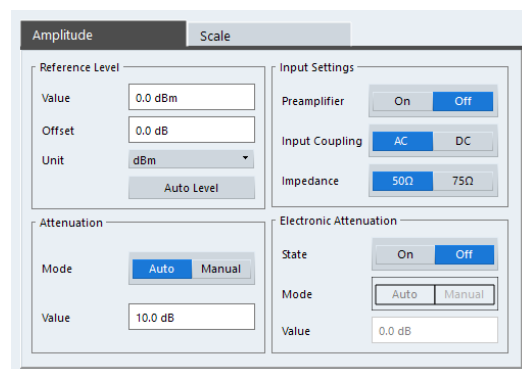 Amplitude
Scale
Reference Level
Value 0.0 dBm
Offset 0.0 dB
Unit dBm
Auto Level
Input Settings
Preamplifier On Off
Input Coupling AC DC
Impedance 50Ω 75Ω
Attenuation
Mode Auto Manual
Value 10.0 dB
Electronic Attenuation
State On Off
Mode Auto Manual
Value 0.0 dB